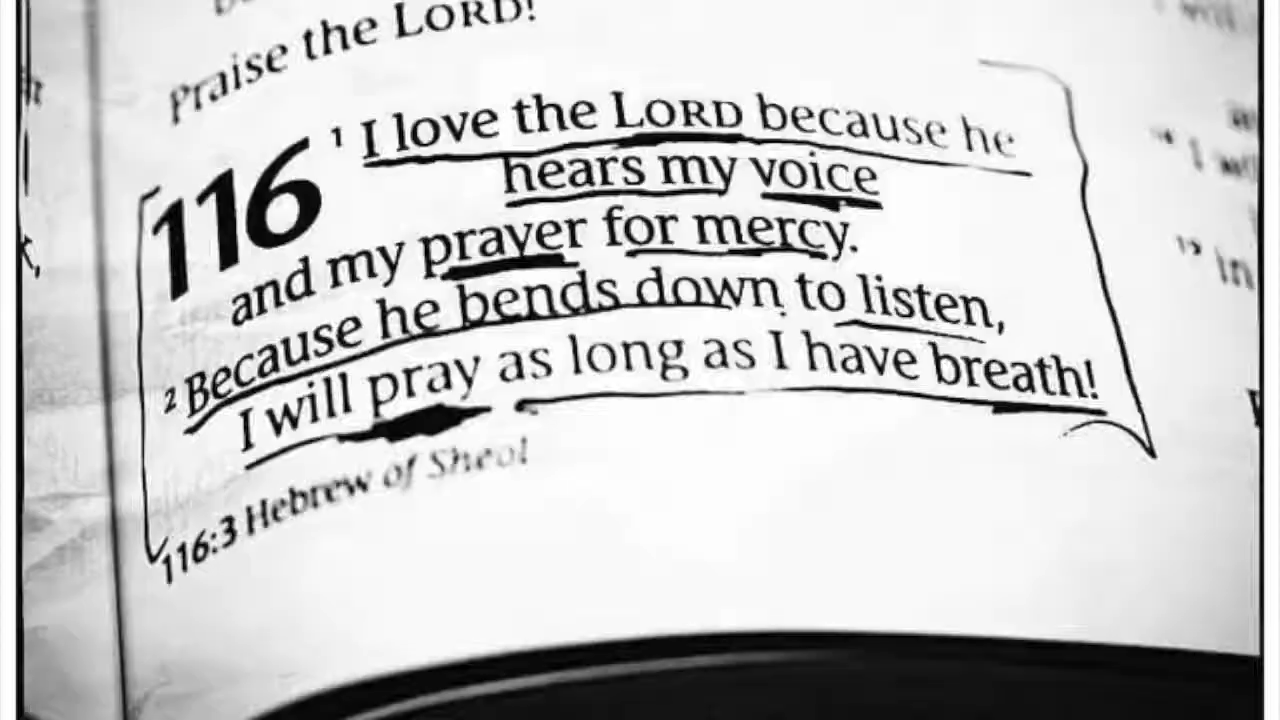 Praise the LORD!
116 ¹ I love the LORD because he
hears my voice
and my prayer for mercy.
² Because he bends down to listen,
I will pray as long as I have breath!
116:3 Hebrew of Sheol